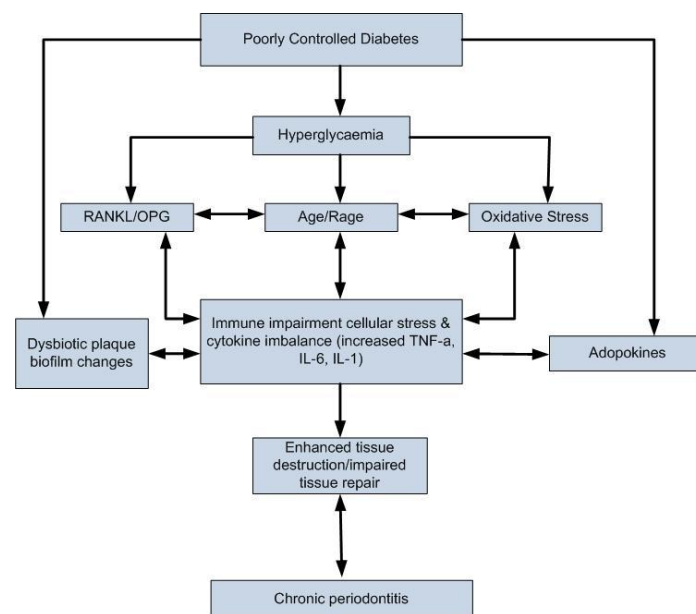 Poorly Controlled Diabetes
Hyperglycaemia
RANKL/OPG
Age/Rage
Oxidative Stress
Immune impairment cellular stress &
cytokine imbalance (increased TNF-a,
IL-6, IL-1)
Dysbiotic plaque
biofilm changes
Adopokines
Enhanced tissue
destruction/impaired
tissue repair
Chronic periodontitis